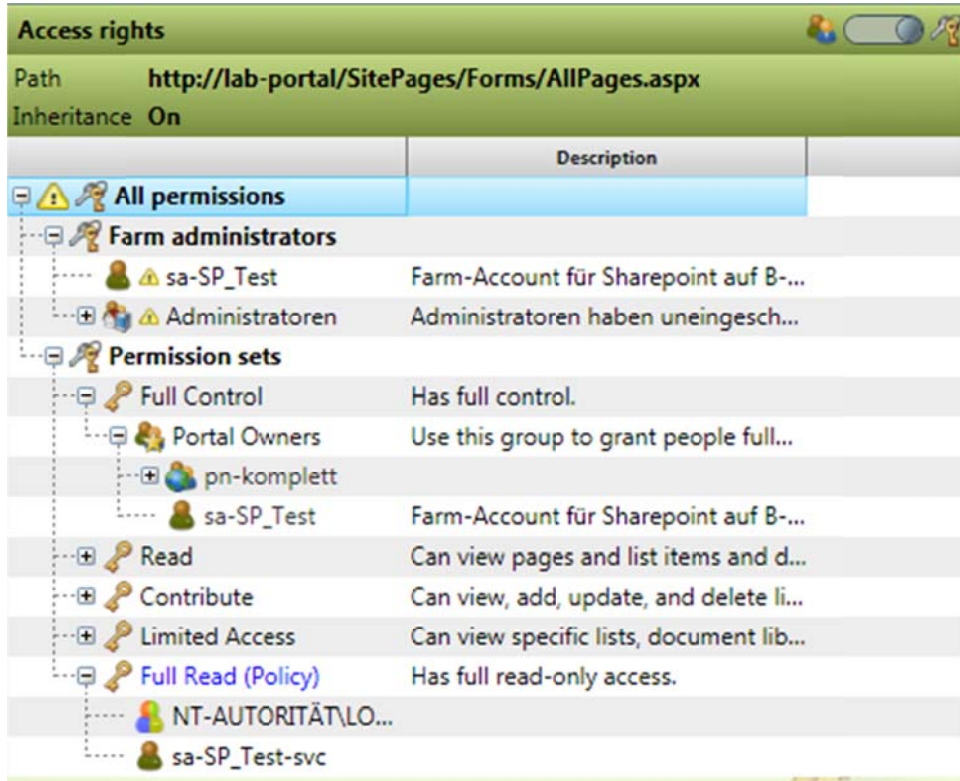 Access rights
Path http://lab-portal/SitePages/Forms/AllPages.aspx
Inheritance On
Description
All permissions
Farm administrators
sa-SP_Test Farm-Account für Sharepoint auf B-...
Administratoren Administratoren haben uneingesch...
Permission sets
Full Control Has full control.
Portal Owners Use this group to grant people full...
pn-komplett
sa-SP_Test Farm-Account für Sharepoint auf B-...
Read Can view pages and list items and d...
Contribute Can view, add, update, and delete li...
Limited Access Can view specific lists, document lib...
Full Read (Policy) Has full read-only access.
NT-AUTORITÄT\LO...
sa-SP_Test-svc